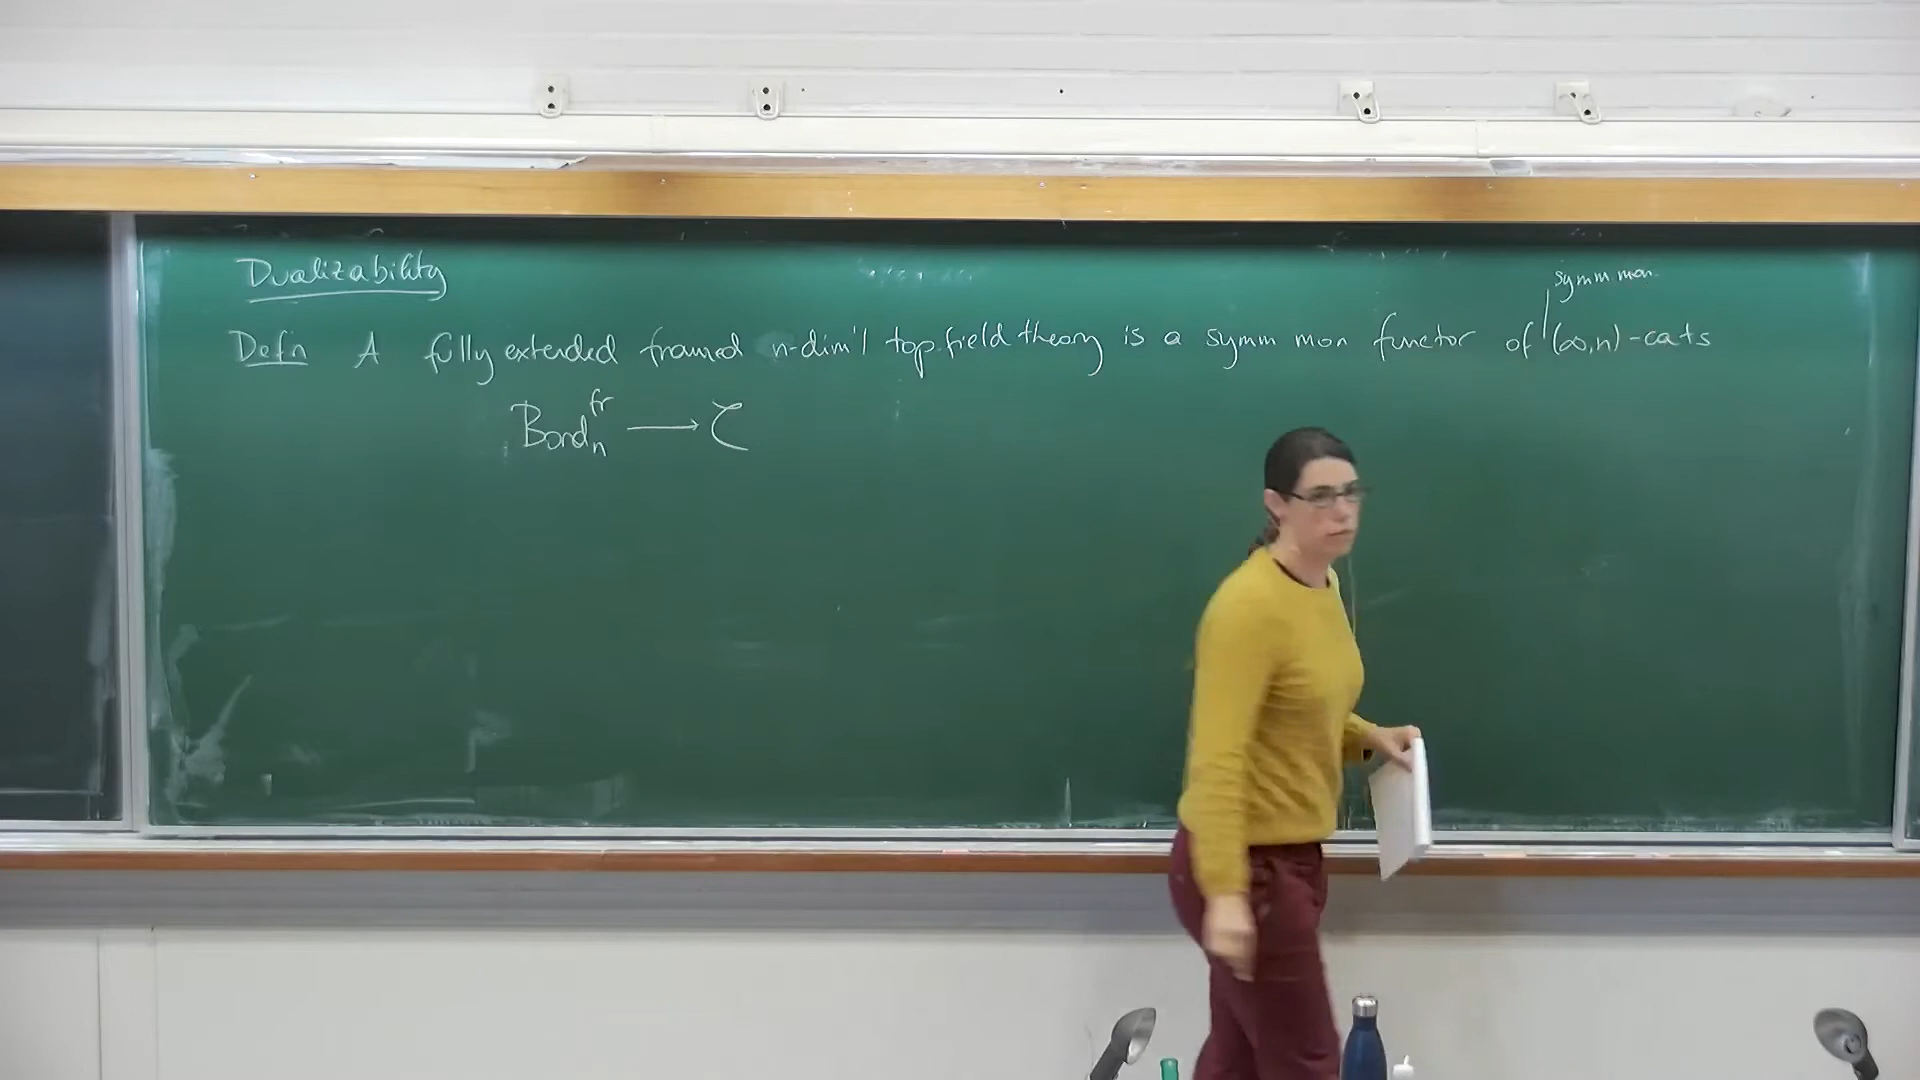 Dualizability
symm mon.
Defn A fully extended framed n-dim'l top. field theory is a symm mon functor of (∞,n)-cats
Bord_n^fr → C